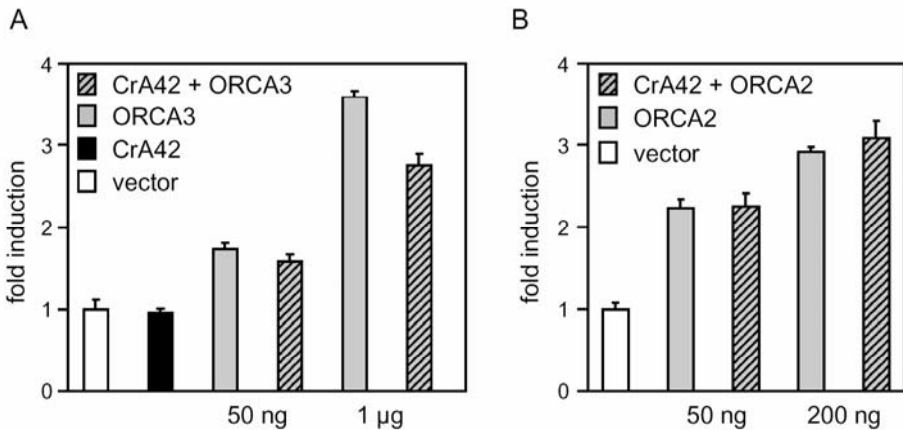 A
fold induction
4
3
2
1
0
CrA42 + ORCA3
ORCA3
CrA42
vector
50 ng
1 µg
B
fold induction
4
3
2
1
0
CrA42 + ORCA2
ORCA2
vector
50 ng
200 ng